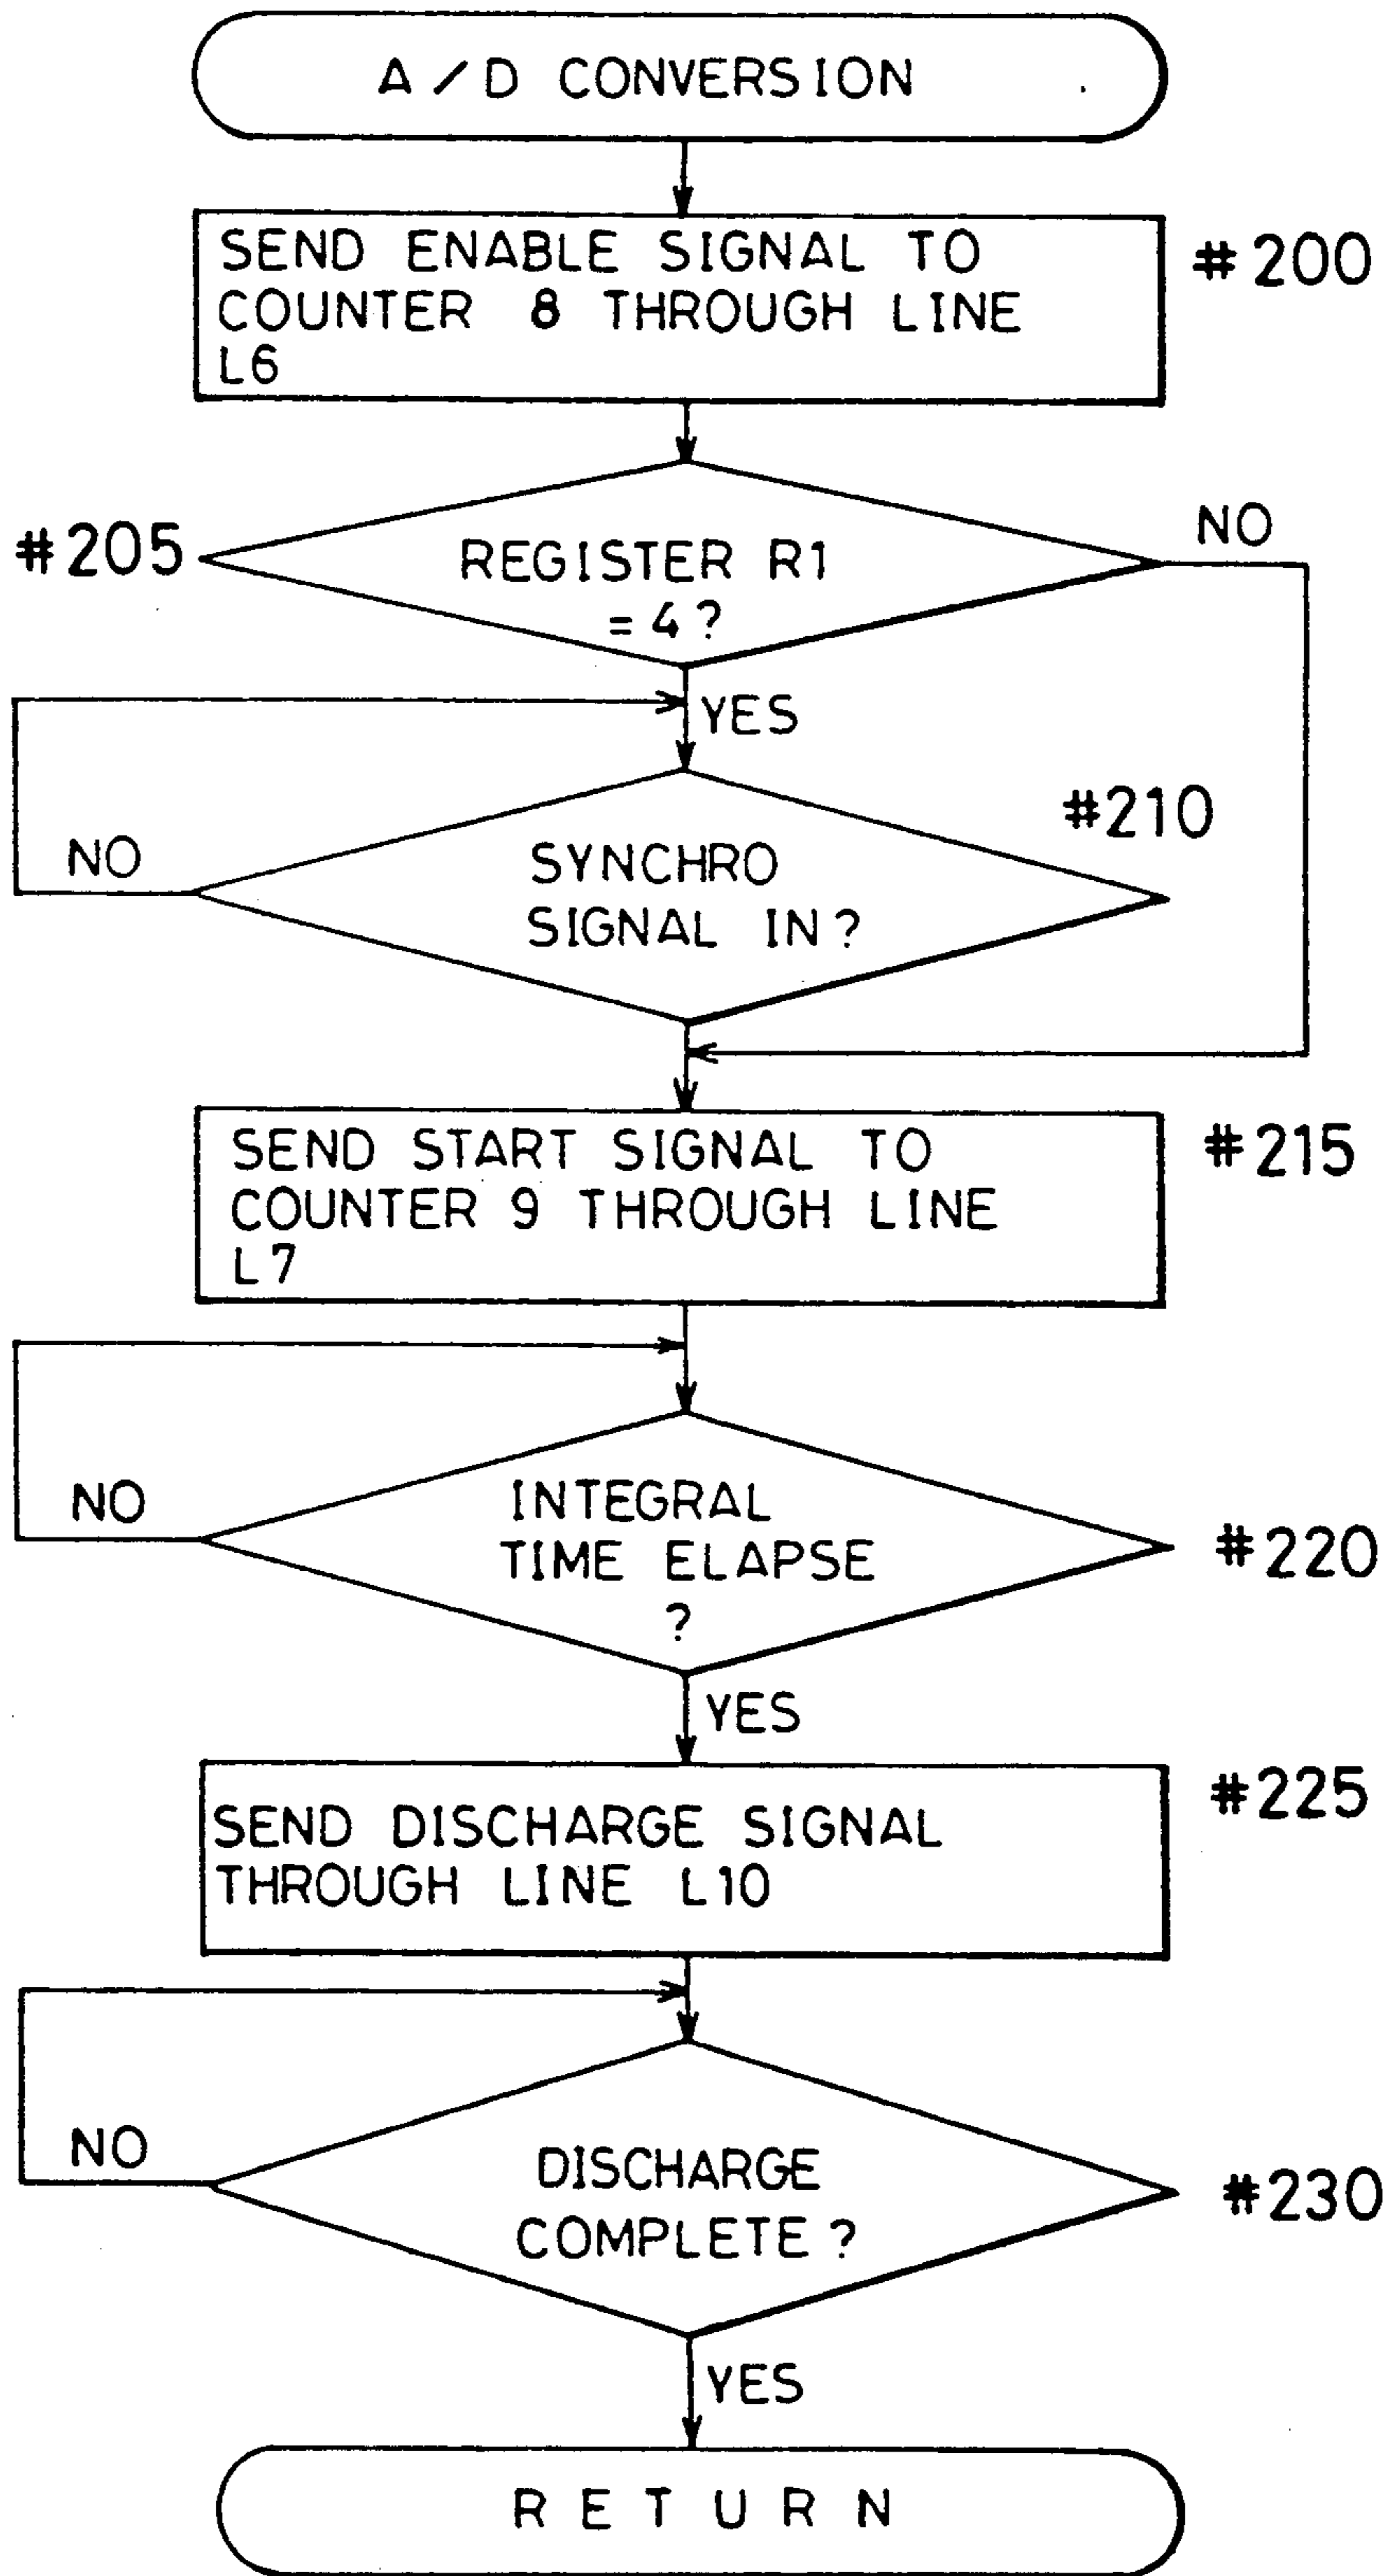 A / D CONVERSION
SEND ENABLE SIGNAL TO
COUNTER 8 THROUGH LINE
L6
#200
#205
REGISTER R1
= 4 ?
NO
YES
#210
NO
SYNCHRO
SIGNAL IN ?
SEND START SIGNAL TO
COUNTER 9 THROUGH LINE
L7
#215
NO
INTEGRAL
TIME ELAPSE
?
#220
YES
SEND DISCHARGE SIGNAL
THROUGH LINE L10
#225
NO
DISCHARGE
COMPLETE ?
#230
YES
RETURN